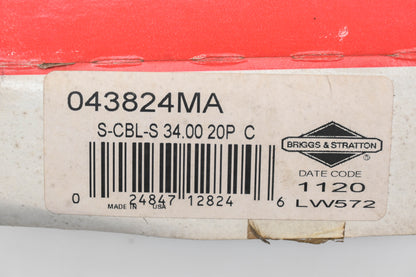 043824MA
S-CBL-S 34.00 20P C
BRIGGS & STRATTON
®
DATE CODE
1120
LW572
0 24847 12824 6
MADE IN USA